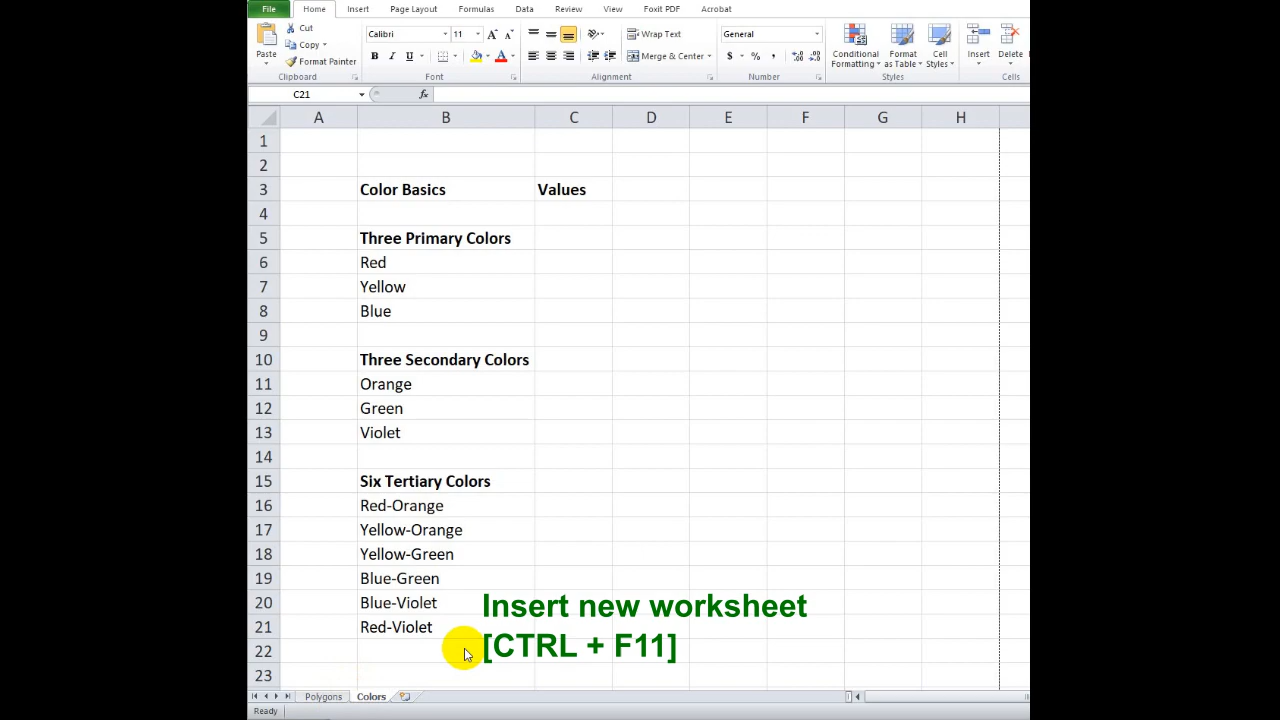 File Home Insert Page Layout Formulas Data Review View Foxit PDF Acrobat
Paste Cut Copy Format Painter Clipboard
Calibri 11 A A B I U A Font
Wrap Text Merge & Center Alignment
General $ % , Number
Conditional Formatting Format as Table Cell Styles Styles
Insert Delete Cells
C21 fx
A B C D E F G H
1
2
3 Color Basics Values
4
5 Three Primary Colors
6 Red
7 Yellow
8 Blue
9
10 Three Secondary Colors
11 Orange
12 Green
13 Violet
14
15 Six Tertiary Colors
16 Red-Orange
17 Yellow-Orange
18 Yellow-Green
19 Blue-Green
20 Blue-Violet
21 Red-Violet
22
23
Insert new worksheet
[CTRL + F11]
Polygons Colors
Ready